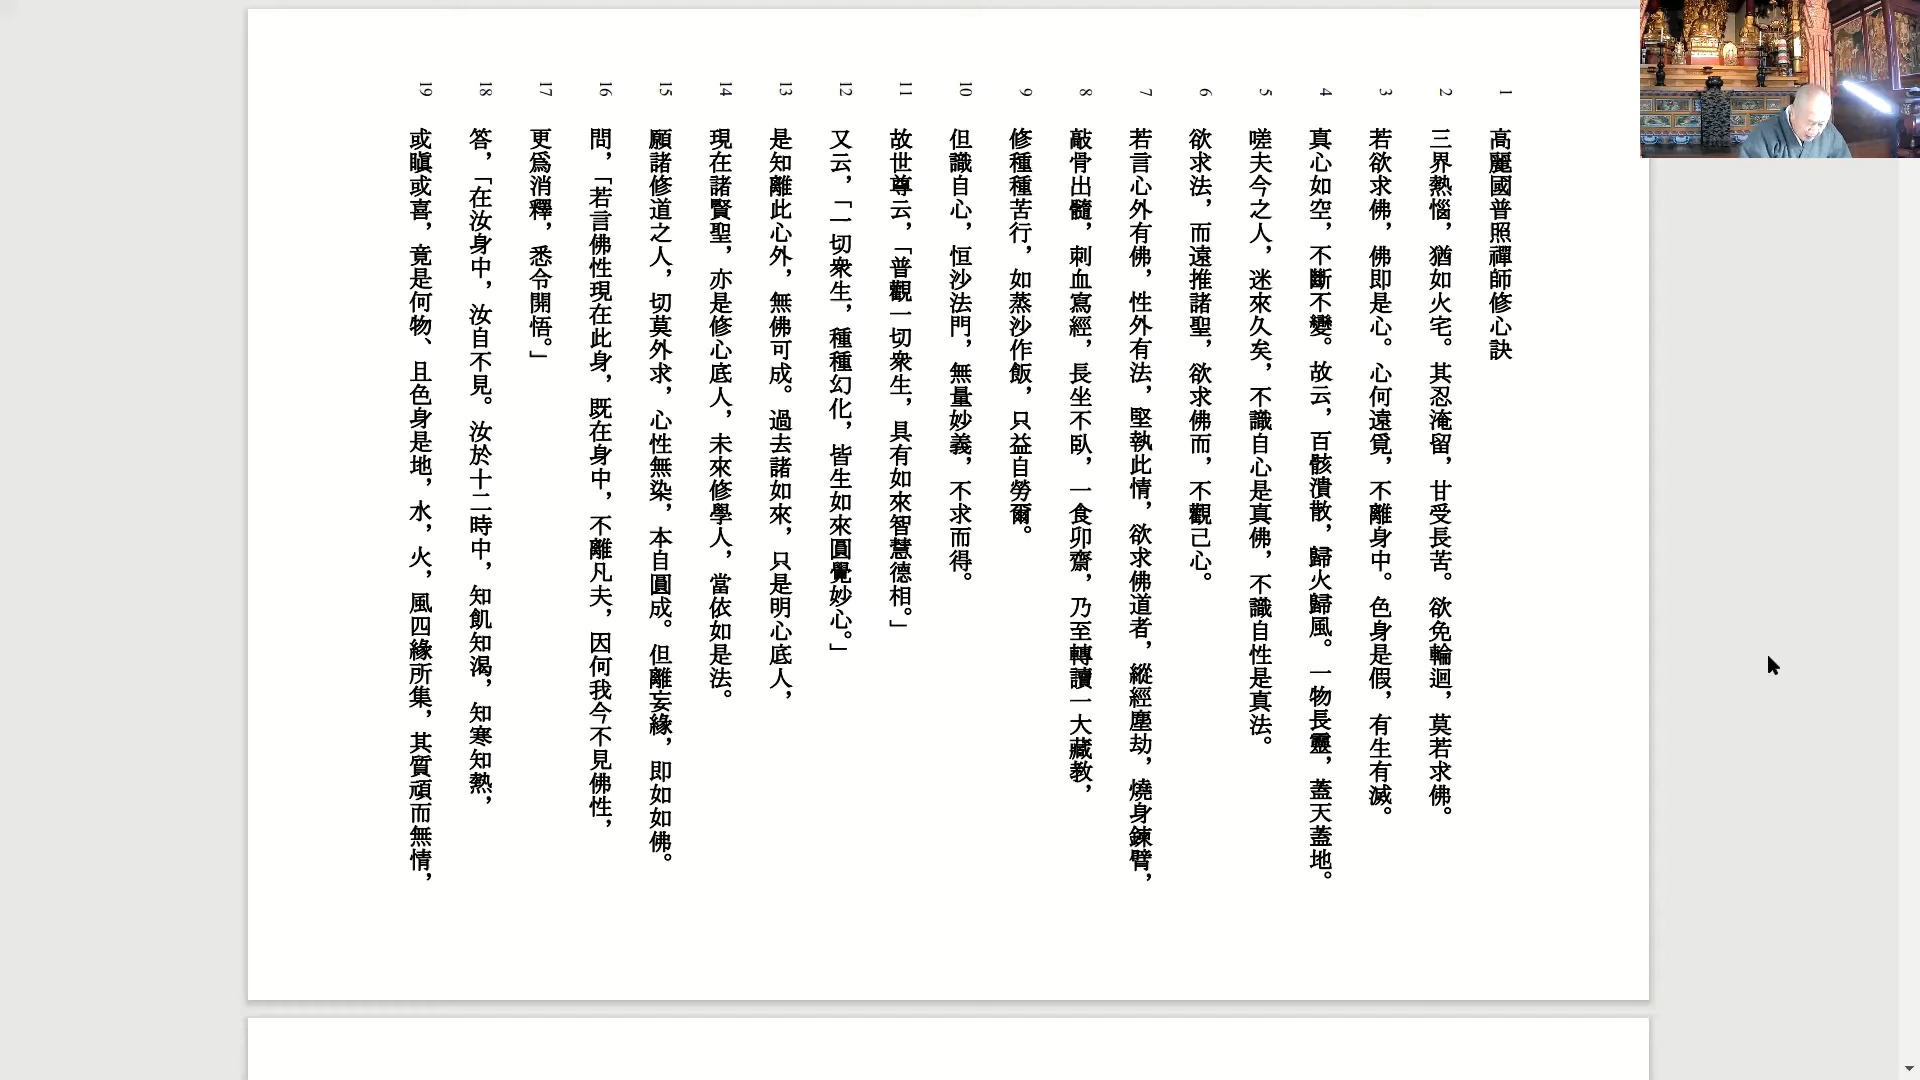 1 高麗國普照禪師修心訣
2 三界熱惱，猶如火宅。其忍淹留，甘受長苦。欲免輪迴，莫若求佛。
3 若欲求佛，佛即是心。心何遠覓，不離身中。色身是假，有生有滅。
4 真心如空，不斷不變。故云，百骸潰散，歸火歸風。一物長靈，蓋天蓋地。
5 嗟夫今之人，迷來久矣，不識自心是真佛，不識自性是真法。
6 欲求法，而遠推諸聖，欲求佛而，不觀己心。
7 若言心外有佛，性外有法，堅執此情，欲求佛道者，縱經塵劫，燒身鍊臂，
8 敲骨出髓，刺血寫經，長坐不臥，一食卯齋，乃至轉讀一大藏教，
9 修種種苦行，如蒸沙作飯，只益自勞爾。
10 但識自心，恒沙法門，無量妙義，不求而得。
11 故世尊云，「普觀一切衆生，具有如來智慧德相。」
12 又云，「一切衆生，種種幻化，皆生如來圓覺妙心。」
13 是知離此心外，無佛可成。過去諸如來，只是明心底人，
14 現在諸賢聖，亦是修心底人，未來修學人，當依如是法。
15 願諸修道之人，切莫外求，心性無染，本自圓成。但離妄緣，即如如佛。
16 問，「若言佛性現在此身，既在身中，不離凡夫，因何我今不見佛性，
17 更爲消釋，悉令開悟。」
18 答，「在汝身中，汝自不見。汝於十二時中，知飢知渴，知寒知熱，
19 或瞋或喜，竟是何物、且色身是地，水，火，風四緣所集，其質頑而無情，